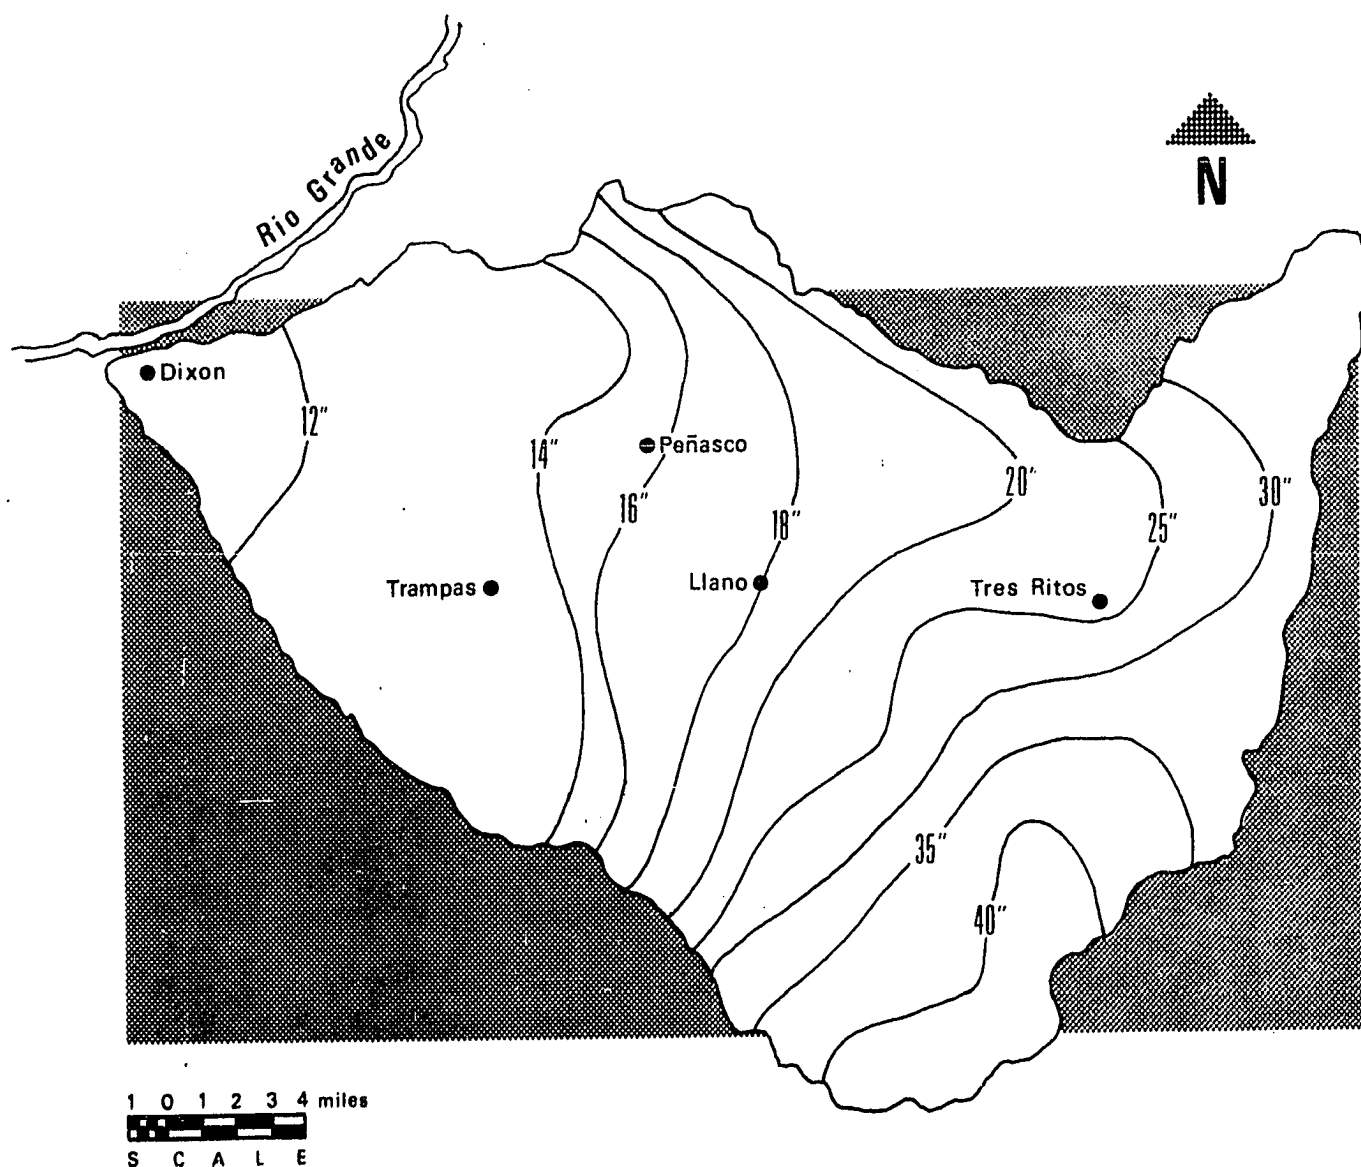 Rio Grande
N
Dixon
12"
14"
Peñasco
16"
18"
20"
25"
30"
Trampas
Llano
Tres Ritos
35"
40"
1 0 1 2 3 4 miles
S C A L E